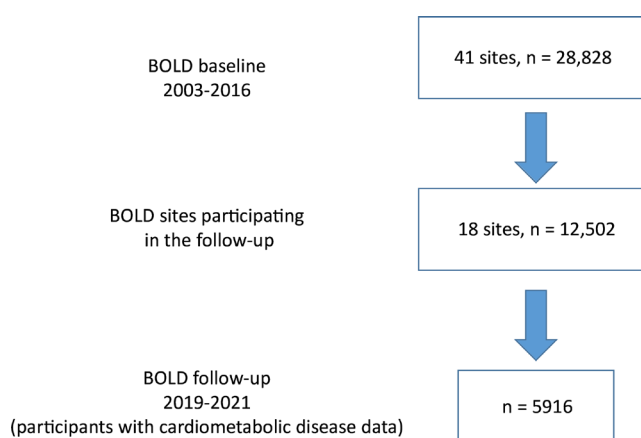 BOLD baseline
2003-2016
41 sites, n = 28,828
BOLD sites participating
in the follow-up
18 sites, n = 12,502
BOLD follow-up
2019-2021
(participants with cardiometabolic disease data)
n = 5916